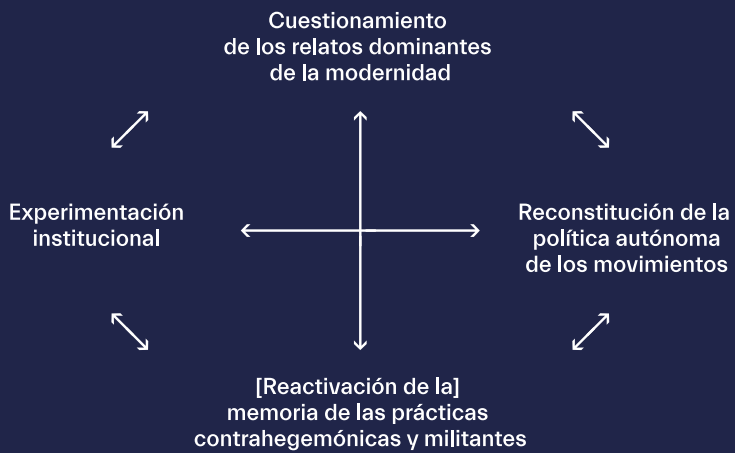 Cuestionamiento
de los relatos dominantes
de la modernidad
Experimentación
institucional
Reconstitución de la
política autónoma
de los movimientos
[Reactivación de la]
memoria de las prácticas
contrahegemónicas y militantes